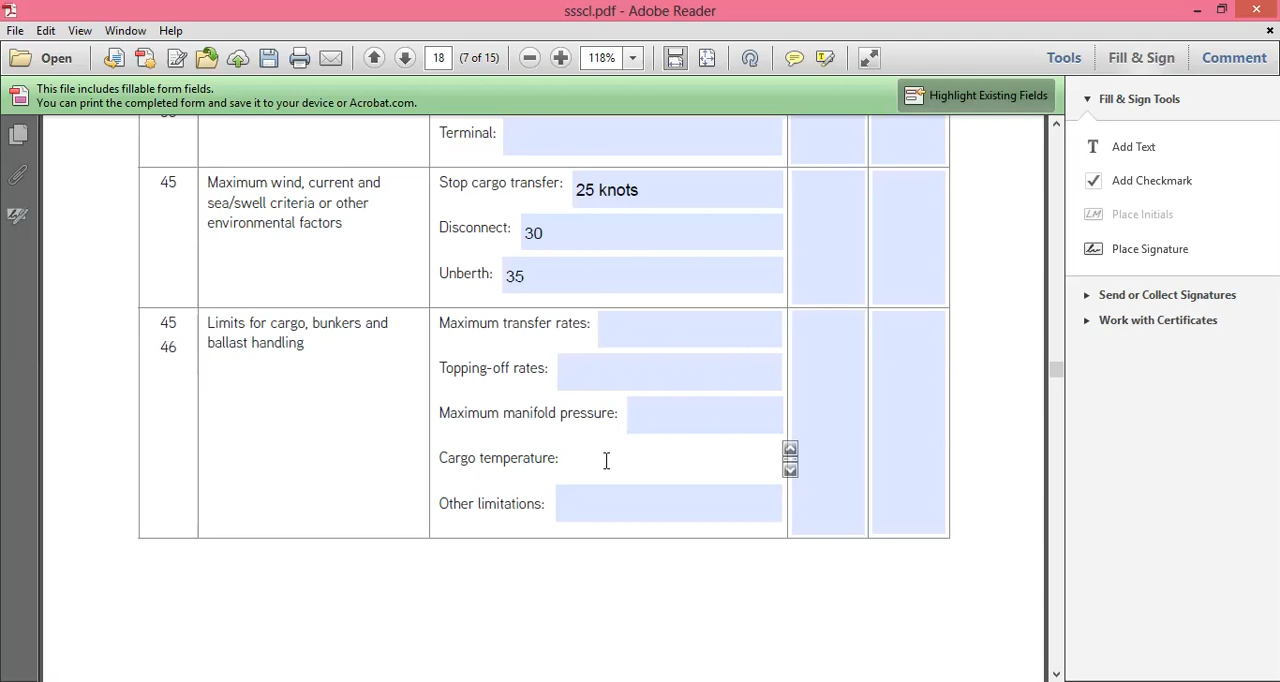 ssscl.pdf - Adobe Reader
File Edit View Window Help
Open 18 (7 of 15) 118% Tools Fill & Sign Comment
This file includes fillable form fields.
You can print the completed form and save it to your device or Acrobat.com.
Highlight Existing Fields
Fill & Sign Tools
Add Text
Add Checkmark
Place Initials
Place Signature
Send or Collect Signatures
Work with Certificates
Terminal:
45 Maximum wind, current and
sea/swell criteria or other
environmental factors
Stop cargo transfer: 25 knots
Disconnect: 30
Unberth: 35
45
46
Limits for cargo, bunkers and
ballast handling
Maximum transfer rates:
Topping-off rates:
Maximum manifold pressure:
Cargo temperature:
Other limitations: